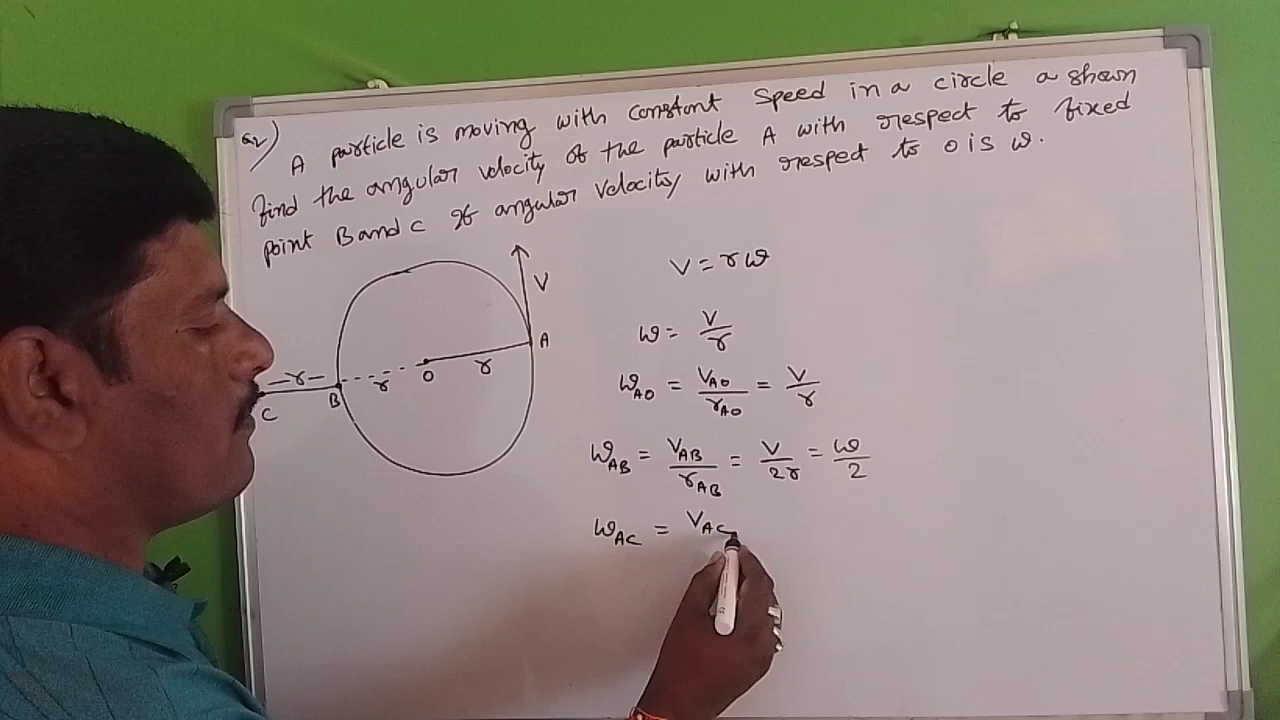 Q2)
A particle is moving with constant speed in a circle a shown
find the angular velocity of the particle A with respect to fixed
point B and C if angular velocity with respect to O is ω.
V = rω
V
A
r
O
r
-r-
B
C
ω = V/r
ω_AO = V_AO/r_AO = V/r
ω_AB = V_AB/r_AB = V/2r = ω/2
ω_AC = V_AC